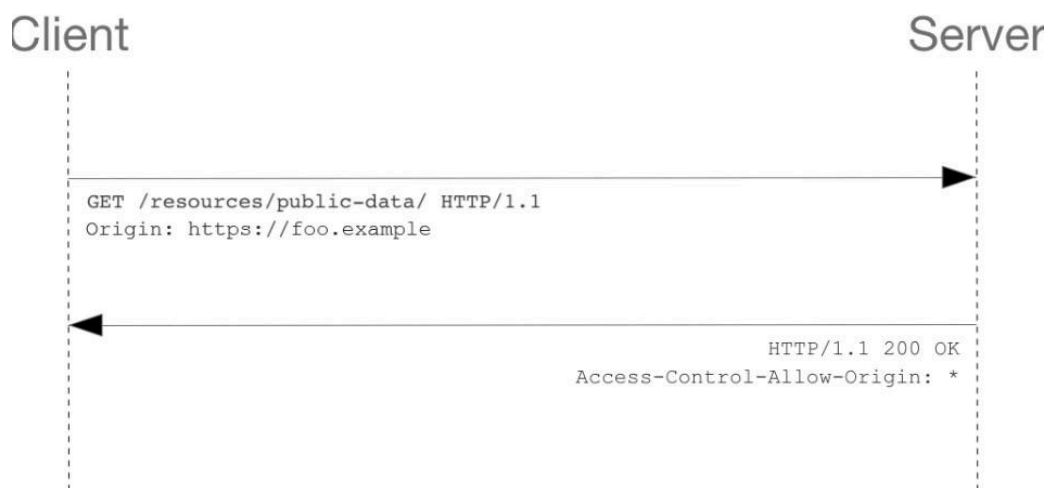 Client
Server
GET /resources/public-data/ HTTP/1.1
Origin: https://foo.example
HTTP/1.1 200 OK
Access-Control-Allow-Origin: *